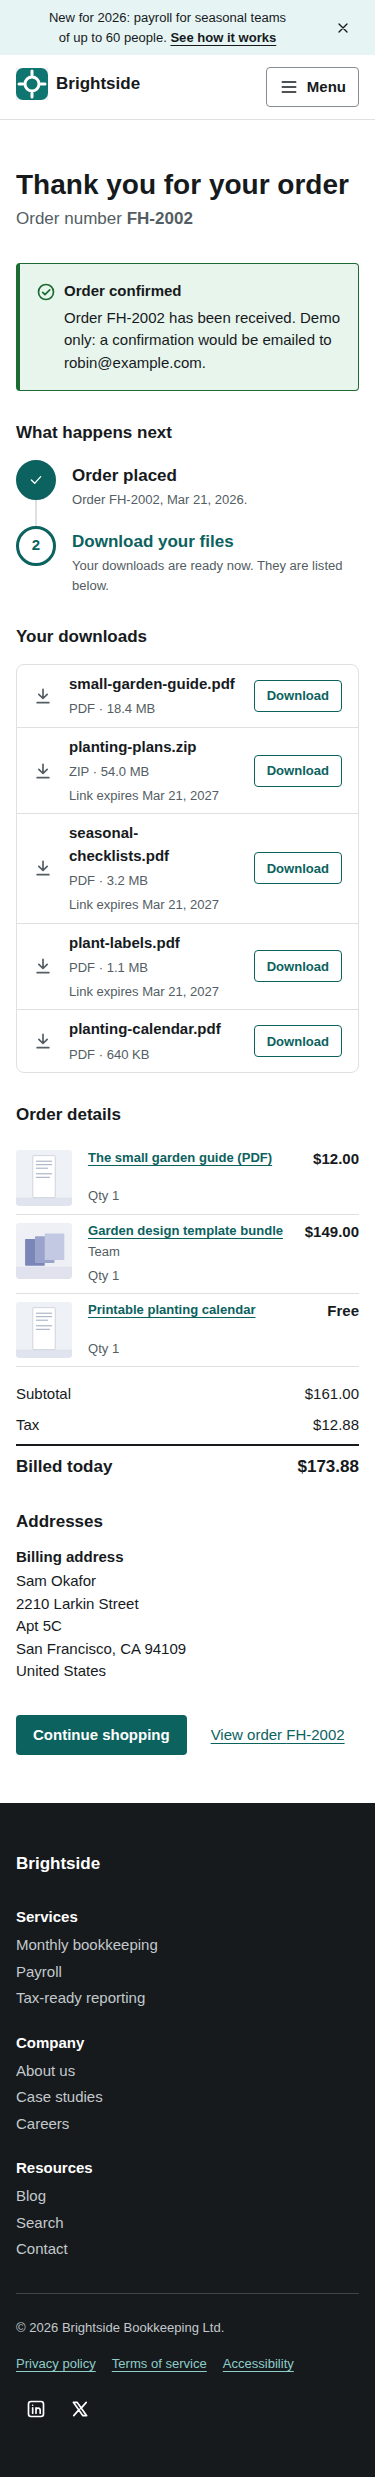 New for 2026: payroll for seasonal teams
of up to 60 people. See how it works
Brightside
Menu
Thank you for your order
Order number FH-2002
Order confirmed
Order FH-2002 has been received. Demo
only: a confirmation would be emailed to
robin@example.com.
What happens next
Order placed
Order FH-2002, Mar 21, 2026.
2
Download your files
Your downloads are ready now. They are listed
below.
Your downloads
small-garden-guide.pdf
PDF · 18.4 MB
Download
planting-plans.zip
ZIP · 54.0 MB
Link expires Mar 21, 2027
Download
seasonal-
checklists.pdf
PDF · 3.2 MB
Link expires Mar 21, 2027
Download
plant-labels.pdf
PDF · 1.1 MB
Link expires Mar 21, 2027
Download
planting-calendar.pdf
PDF · 640 KB
Download
Order details
The small garden guide (PDF)
$12.00
Qty 1
Garden design template bundle
$149.00
Team
Qty 1
Printable planting calendar
Free
Qty 1
Subtotal $161.00
Tax $12.88
Billed today $173.88
Addresses
Billing address
Sam Okafor
2210 Larkin Street
Apt 5C
San Francisco, CA 94109
United States
Continue shopping View order FH-2002
Brightside
Services
Monthly bookkeeping
Payroll
Tax-ready reporting
Company
About us
Case studies
Careers
Resources
Blog
Search
Contact
© 2026 Brightside Bookkeeping Ltd.
Privacy policy Terms of service Accessibility